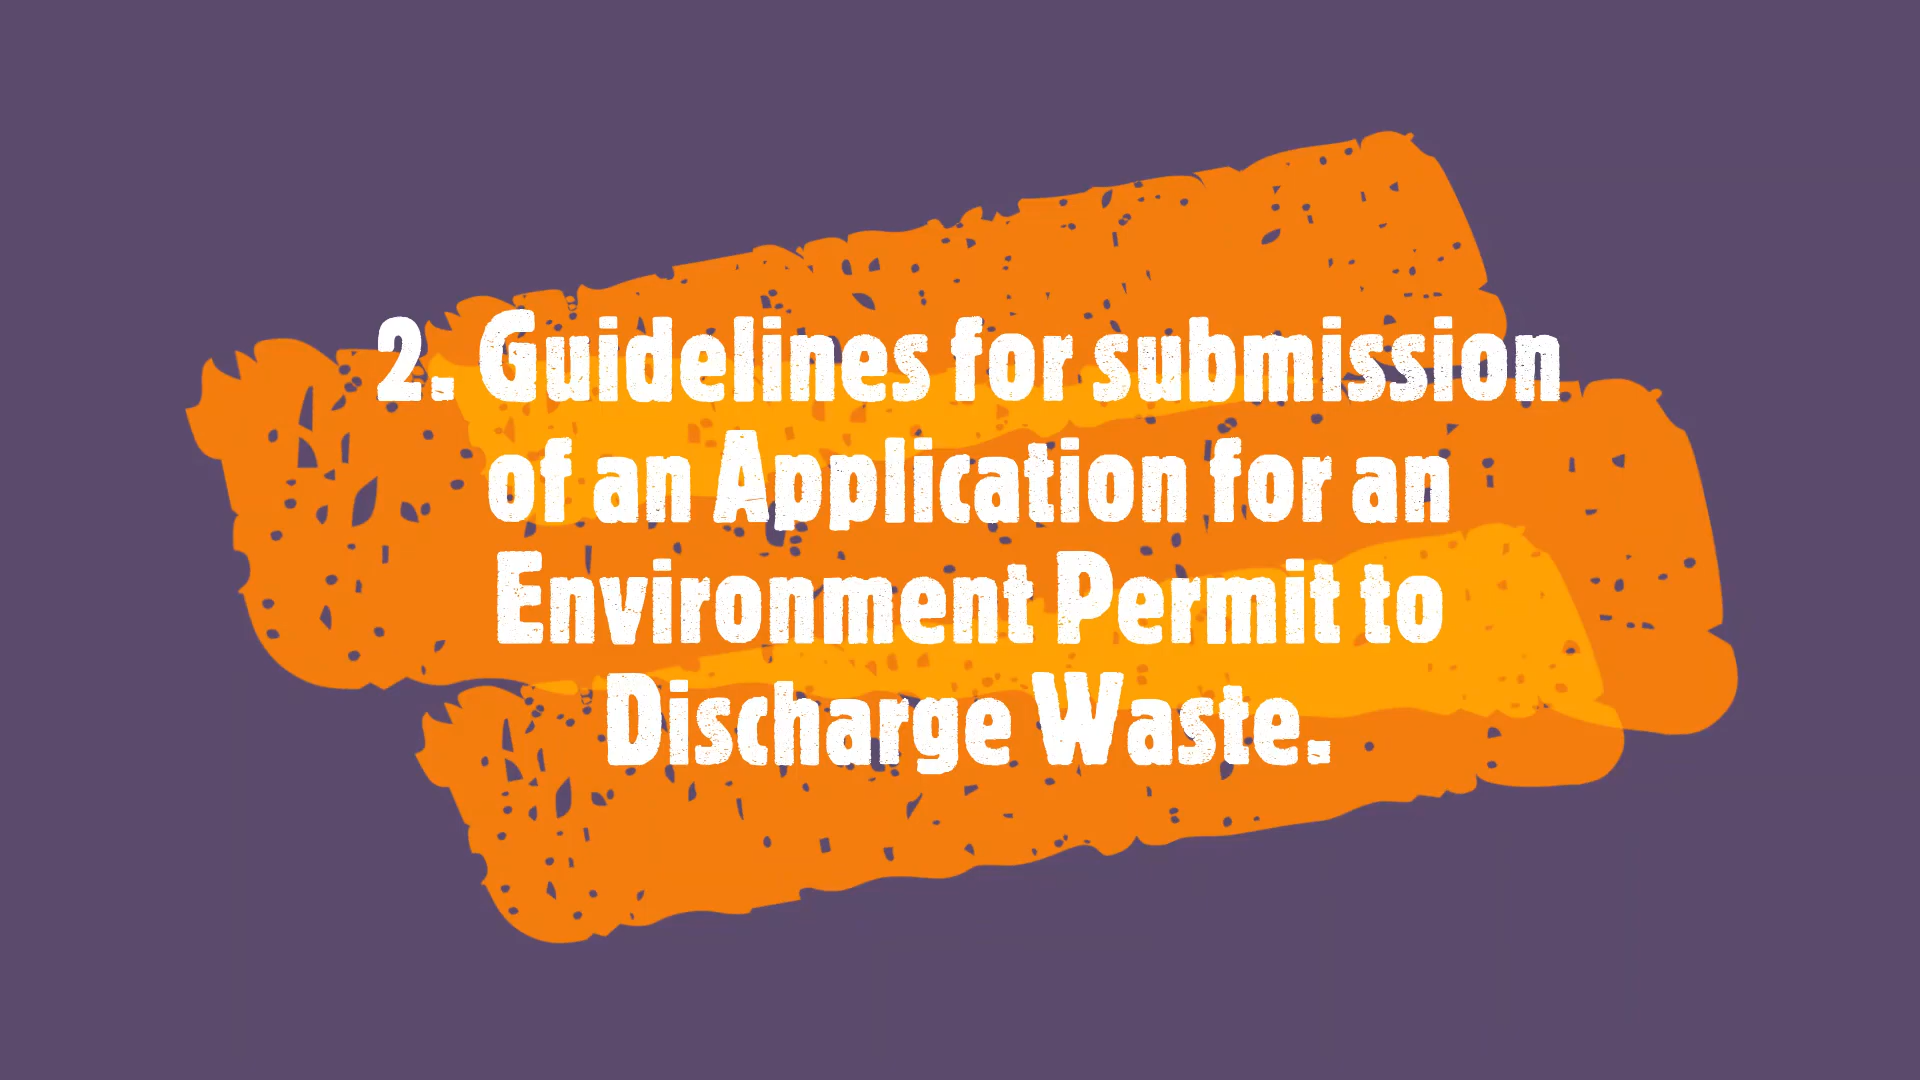 2. Guidelines for submission
of an Application for an
Environment Permit to
Discharge Waste.